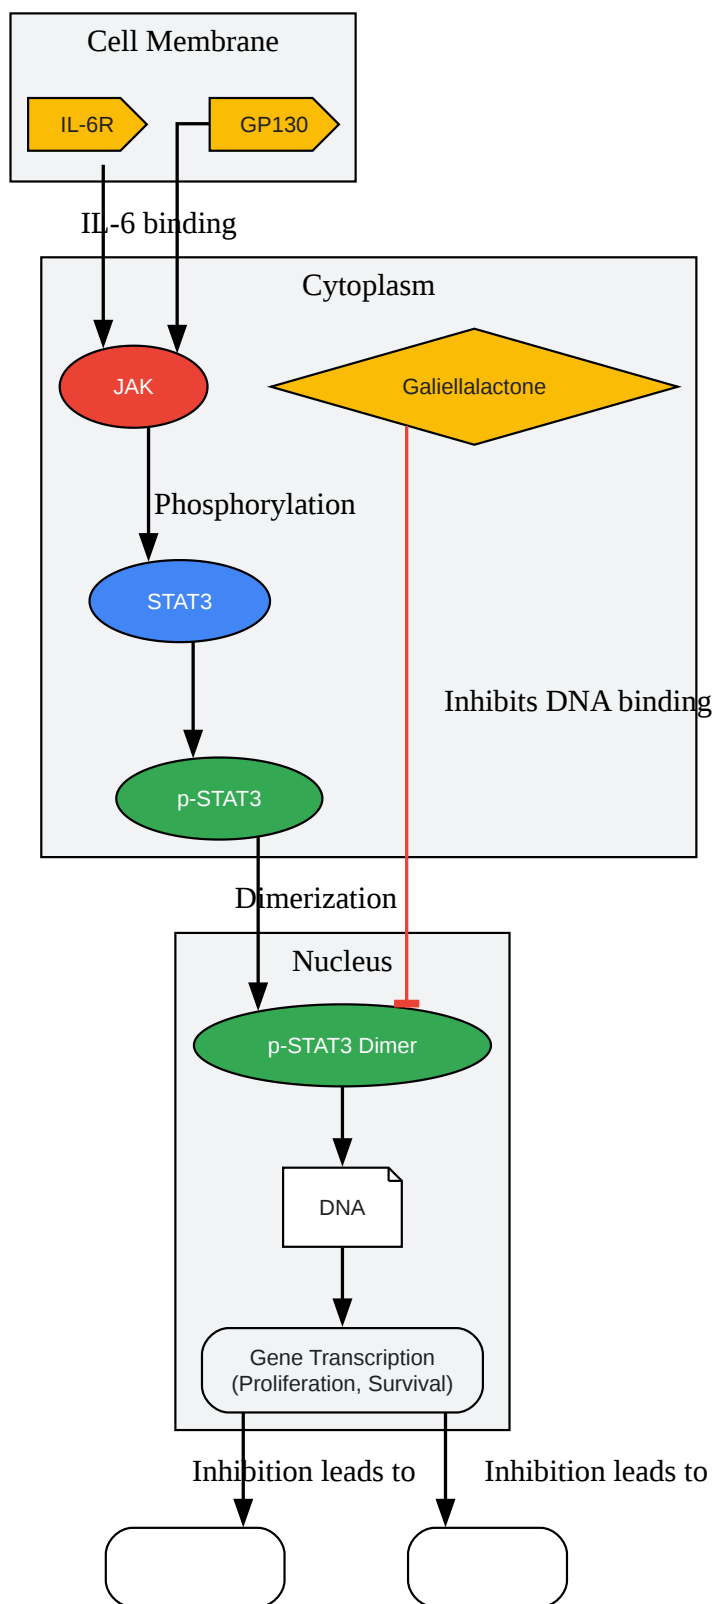 Cell Membrane
IL-6R
GP130
IL-6 binding
Cytoplasm
JAK
Galiellalactone
Phosphorylation
STAT3
Inhibits DNA binding
p-STAT3
Dimerization
Nucleus
p-STAT3 Dimer
DNA
Gene Transcription
(Proliferation, Survival)
Inhibition leads to
Inhibition leads to